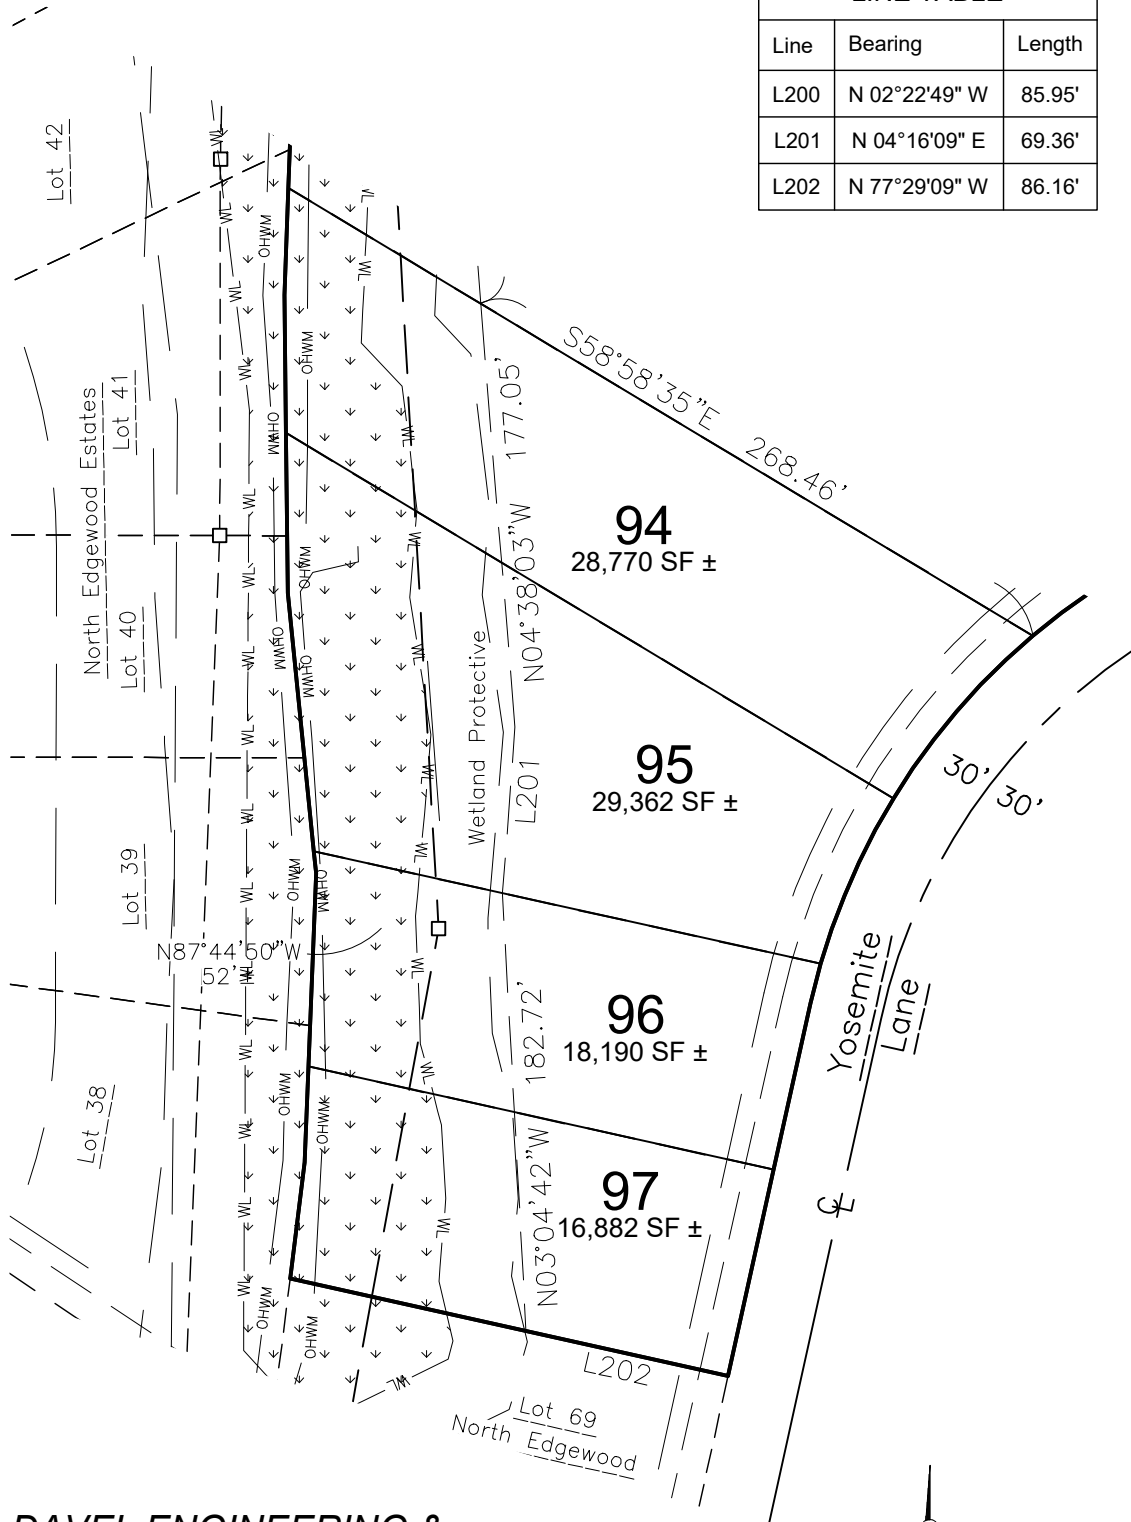 Line Bearing Length
L200 N 02°22'49" W 85.95'
L201 N 04°16'09" E 69.36'
L202 N 77°29'09" W 86.16'
Lot 42
WL
OHWM
S58°58'35"E 268.46'
177.05'
N04°38'03"W
North Edgewood Estates
Lot 41
94
28,770 SF ±
Lot 40
Wetland Protective
L201
95
29,362 SF ±
30' 30'
Lot 39
N87°44'50"W
52'±
Yosemite
Lane
182.72'
96
18,190 SF ±
Lot 38
N03°04'42"W
97
16,882 SF ±
L202
Lot 69
North Edgewood